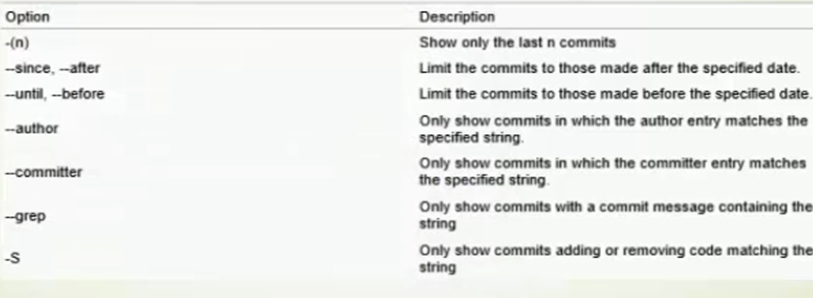 Option Description
-(n) Show only the last n commits
--since, --after Limit the commits to those made after the specified date.
--until, --before Limit the commits to those made before the specified date.
--author Only show commits in which the author entry matches the
specified string.
--committer Only show commits in which the committer entry matches
the specified string.
--grep Only show commits with a commit message containing the
string
-S Only show commits adding or removing code matching the
string